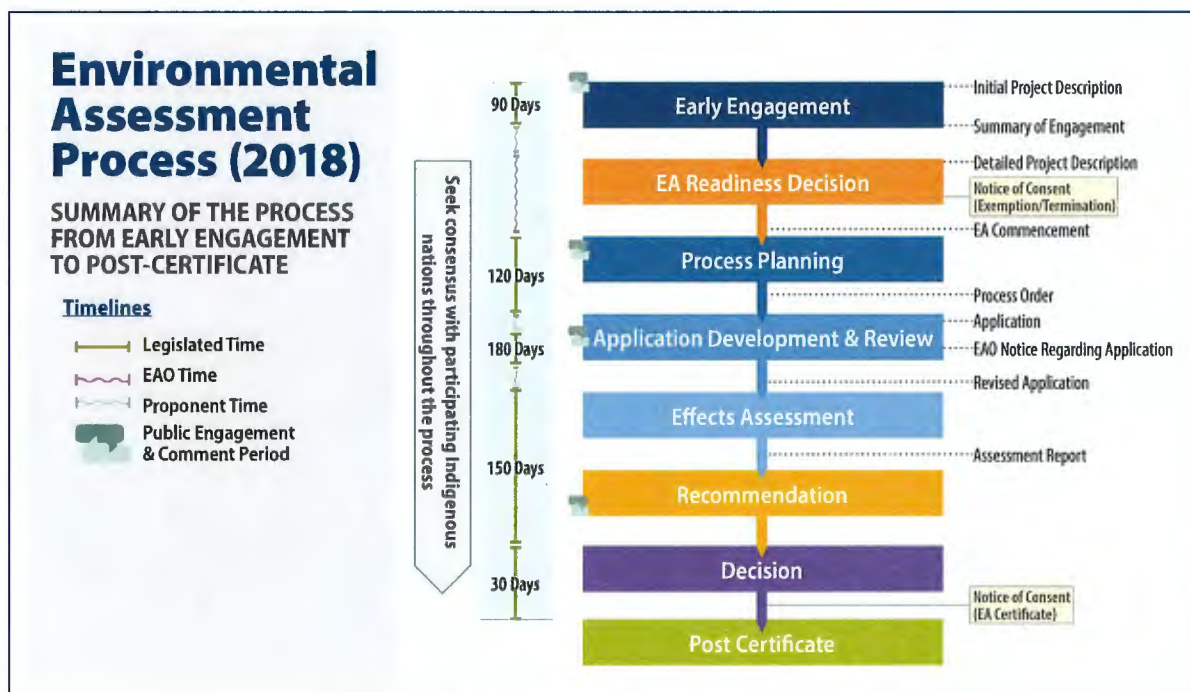 Environmental
Assessment
Process (2018)
SUMMARY OF THE PROCESS
FROM EARLY ENGAGEMENT
TO POST-CERTIFICATE
Timelines
Legislated Time
EAO Time
Proponent Time
Public Engagement
& Comment Period
Seek consensus with participating Indigenous
nations throughout the process
90 Days
120 Days
180 Days
150 Days
30 Days
Early Engagement
EA Readiness Decision
Process Planning
Application Development & Review
Effects Assessment
Recommendation
Decision
Post Certificate
Initial Project Description
Summary of Engagement
Detailed Project Description
Notice of Consent
(Exemption/Termination)
EA Commencement
Process Order
Application
EAO Notice Regarding Application
Revised Application
Assessment Report
Notice of Consent
(EA Certificate)